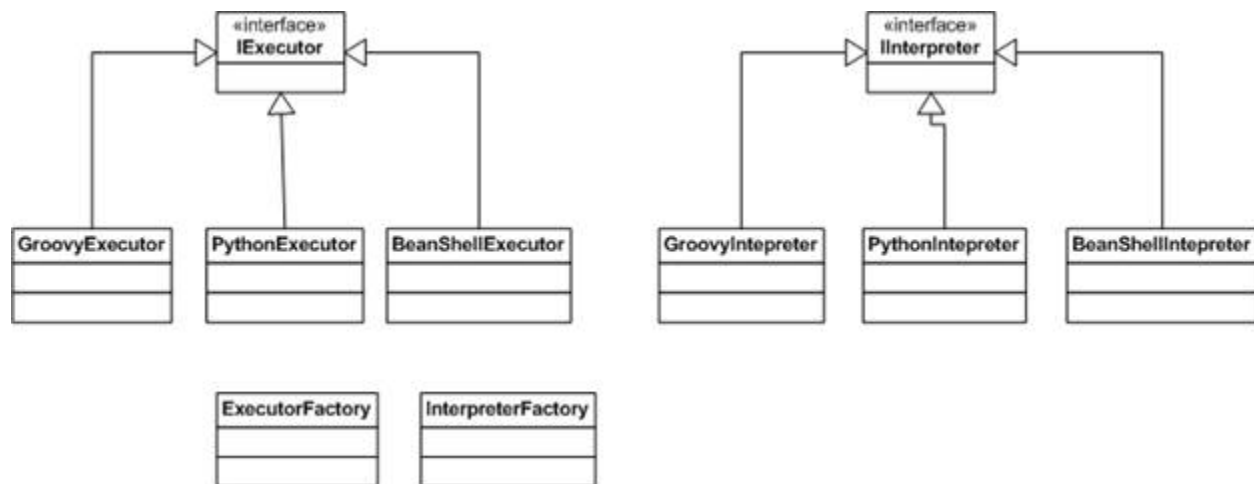 «interface»
IExecutor
«interface»
IInterpreter
GroovyExecutor
PythonExecutor
BeanShellExecutor
GroovyIntepreter
PythonIntepreter
BeanShellIntepreter
ExecutorFactory
InterpreterFactory